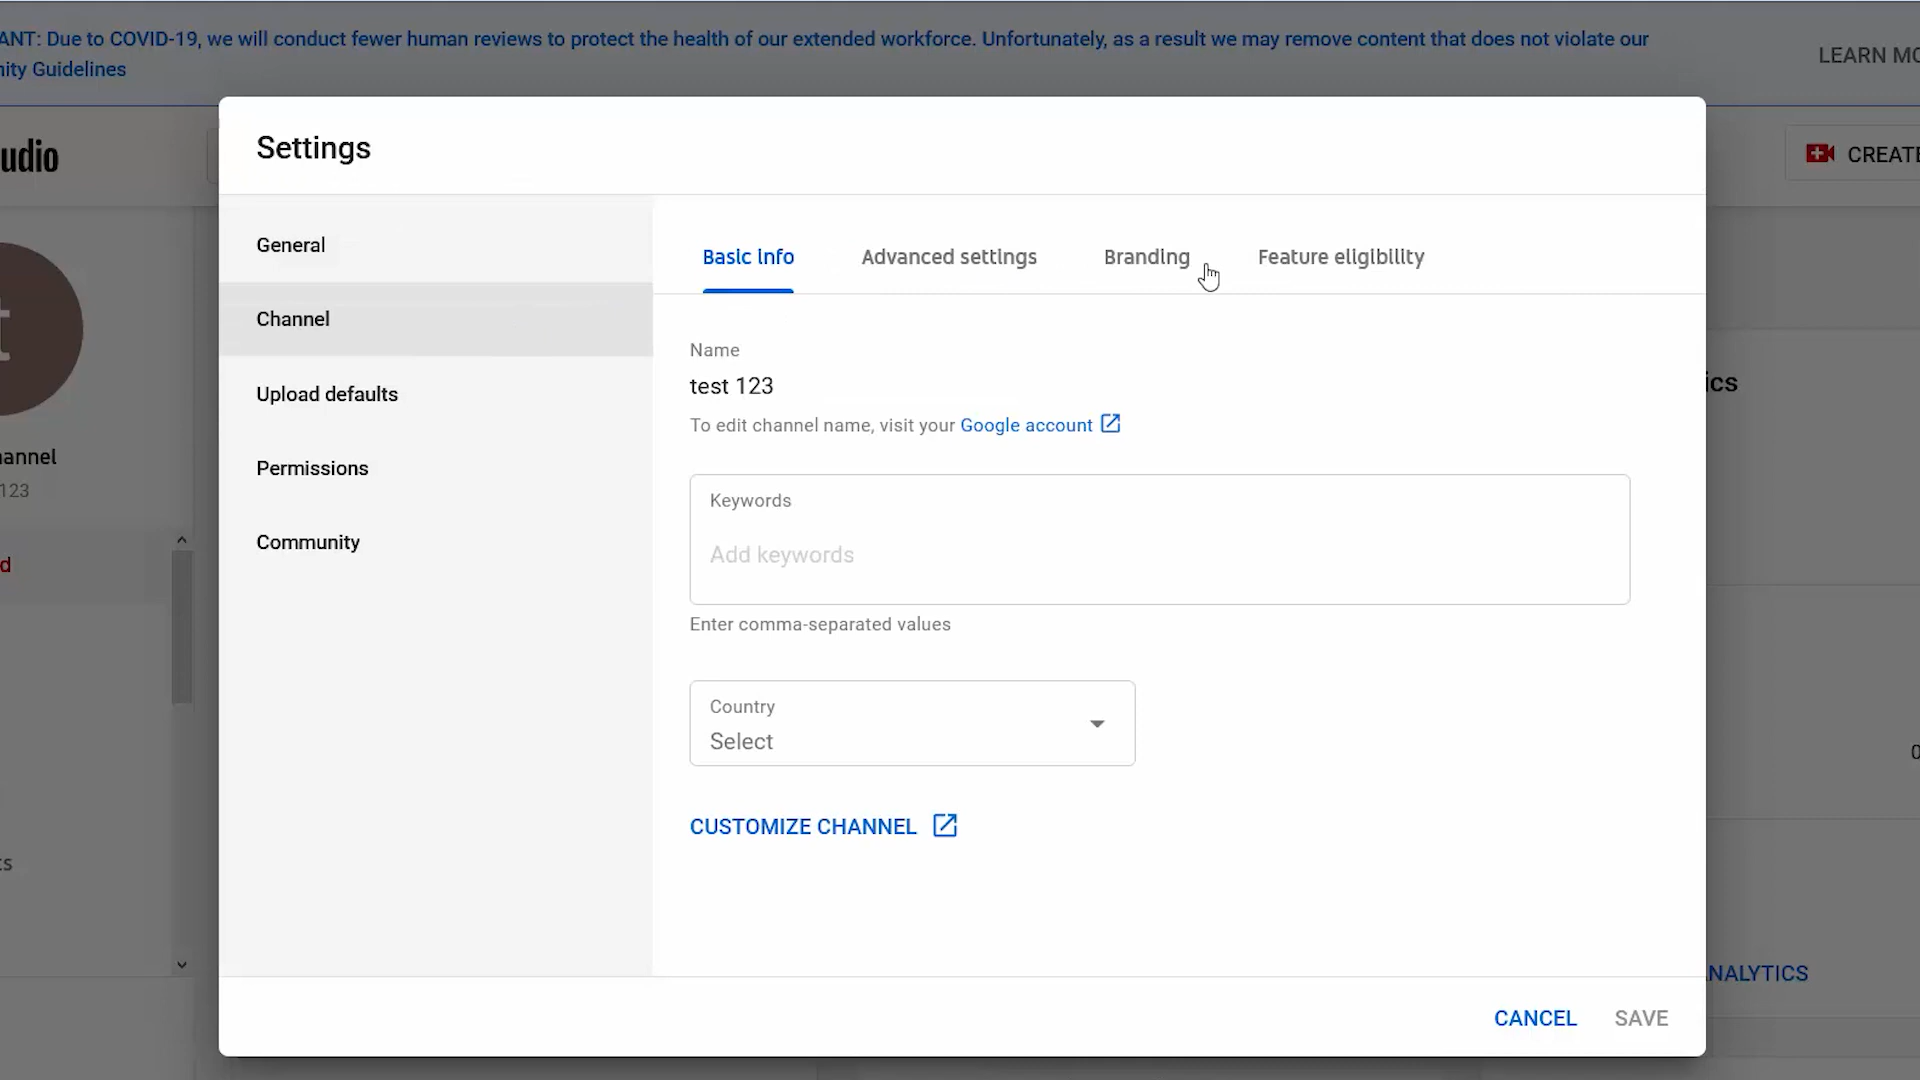 ANT: Due to COVID-19, we will conduct fewer human reviews to protect the health of our extended workforce. Unfortunately, as a result we may remove content that does not violate our
nity Guidelines
LEARN MO
udio
CREATE
Settings
General
Channel
Upload defaults
Permissions
Community
Basic info
Advanced settings
Branding
Feature eligibility
Name
test 123
To edit channel name, visit your Google account
Keywords
Add keywords
Enter comma-separated values
Country
Select
CUSTOMIZE CHANNEL
CANCEL
SAVE
t
annel
123
d
ts
ics
0
NALYTICS